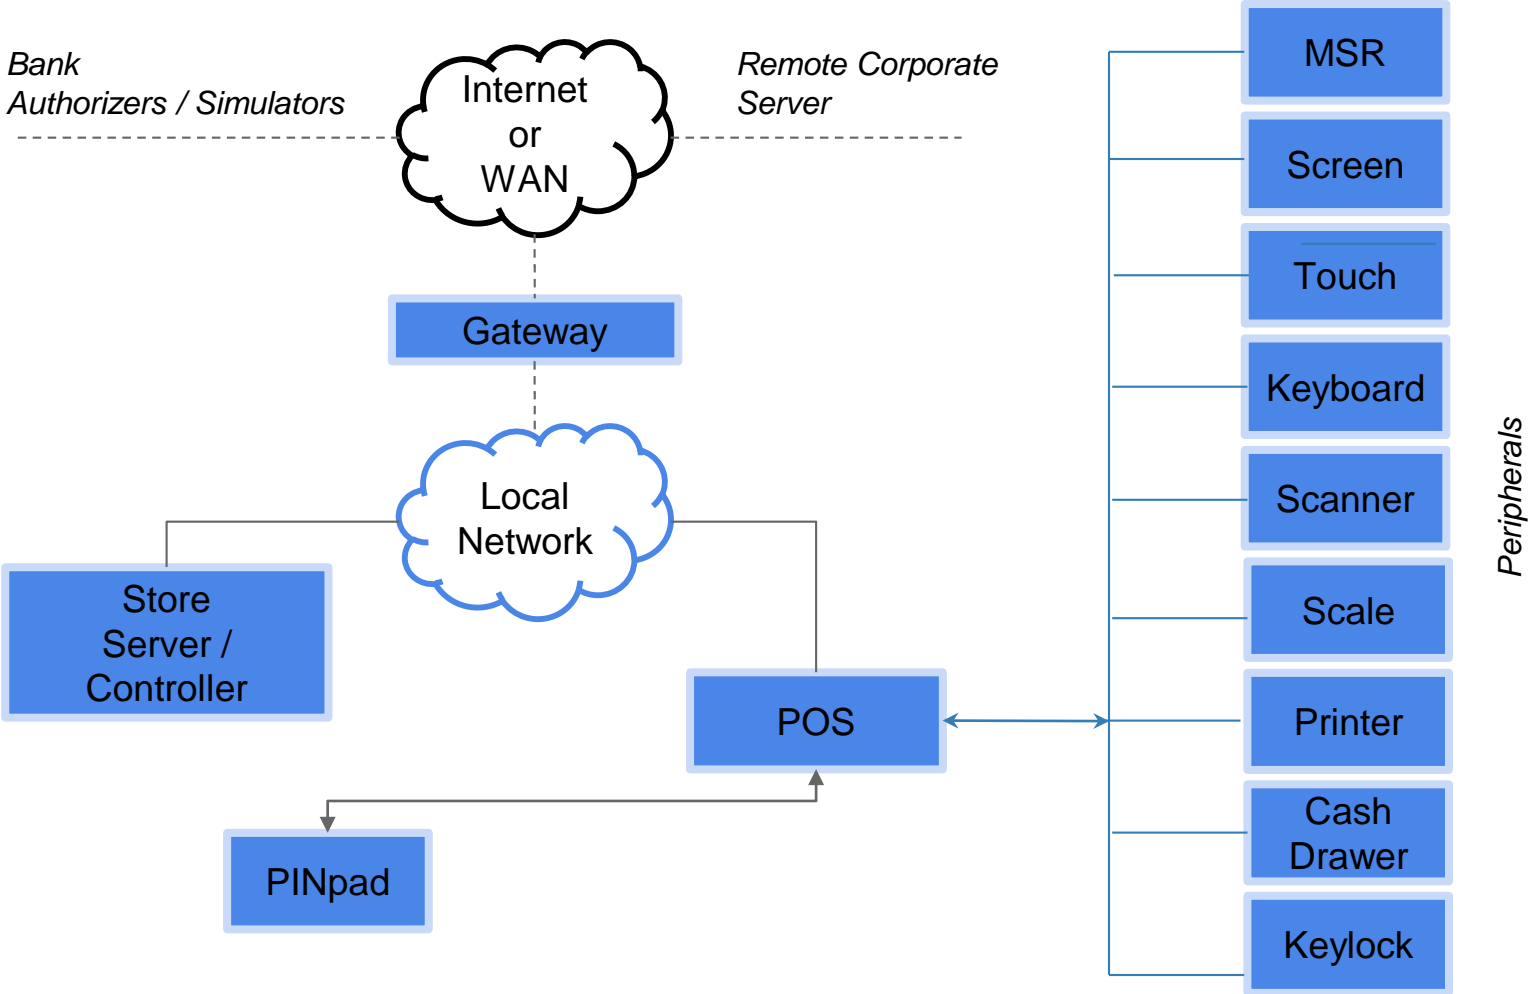 Bank
Authorizers / Simulators
Internet
or
WAN
Remote Corporate
Server
Gateway
Local
Network
Store
Server /
Controller
POS
PINpad
MSR
Screen
Touch
Keyboard
Scanner
Scale
Printer
Cash
Drawer
Keylock
Peripherals